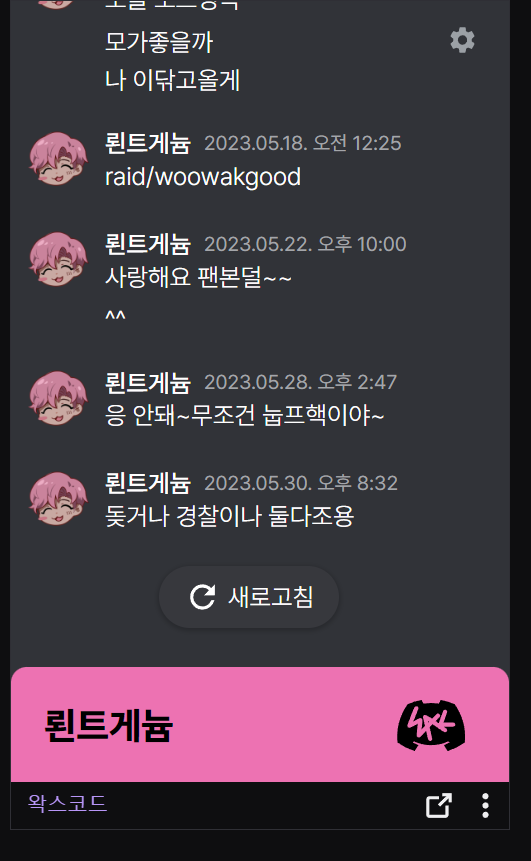 모가좋을까
나 이닦고올게
뢴트게늄 2023.05.18. 오전 12:25
raid/woowakgood
뢴트게늄 2023.05.22. 오후 10:00
사랑해요 팬본덜~~
^^
뢴트게늄 2023.05.28. 오후 2:47
응 안돼~무조건 눕프핵이야~
뢴트게늄 2023.05.30. 오후 8:32
돚거나 경찰이나 둘다조용
새로고침
뢴트게늄
왁스코드